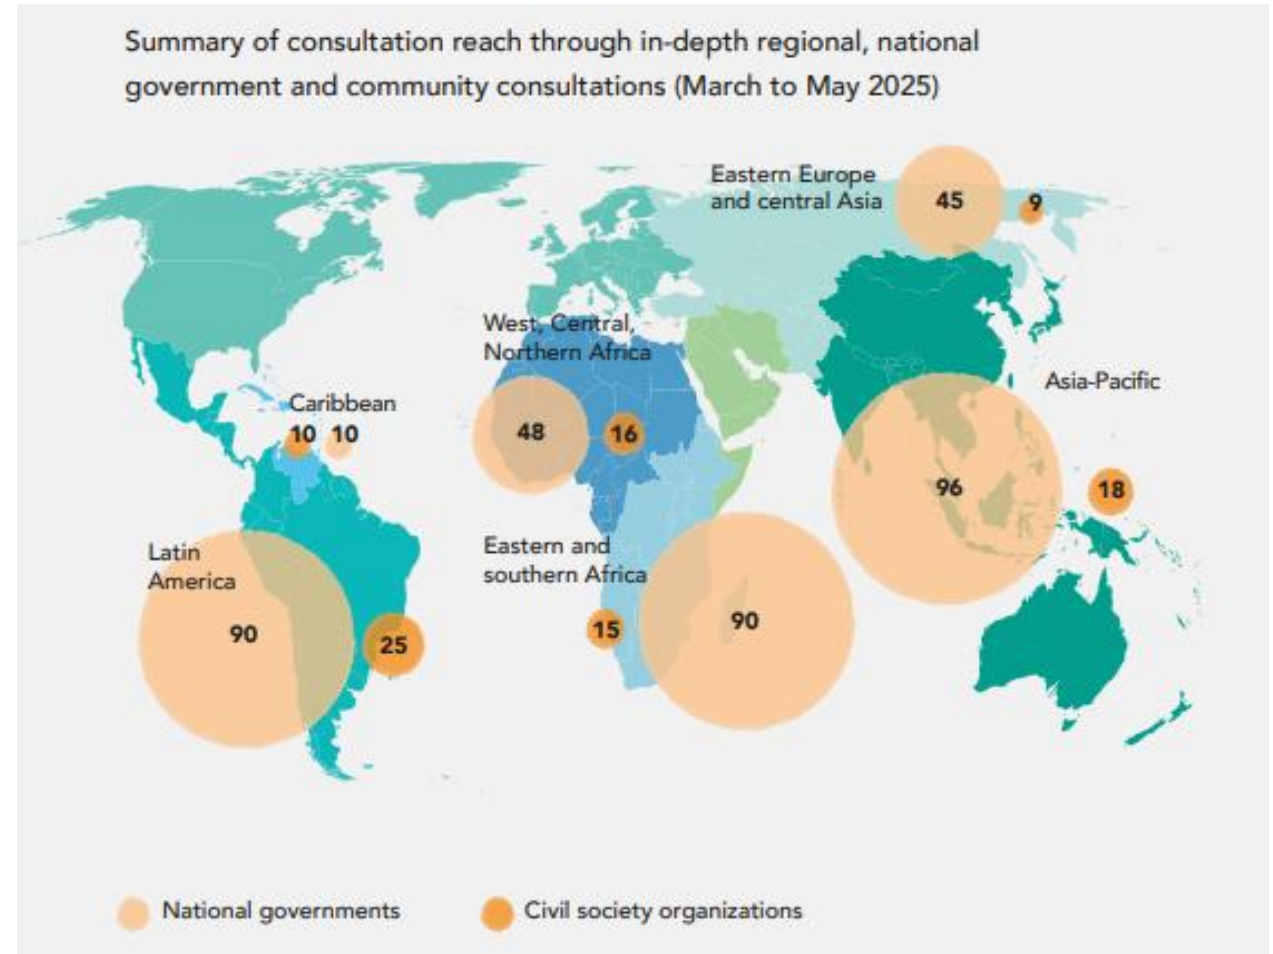 Summary of consultation reach through in-depth regional, national
government and community consultations (March to May 2025)
Eastern Europe
and central Asia
45
9
West, Central,
Northern Africa
48
16
Caribbean
10 10
Asia-Pacific
96
18
Latin
America
90
25
Eastern and
southern Africa
15
90
National governments
Civil society organizations